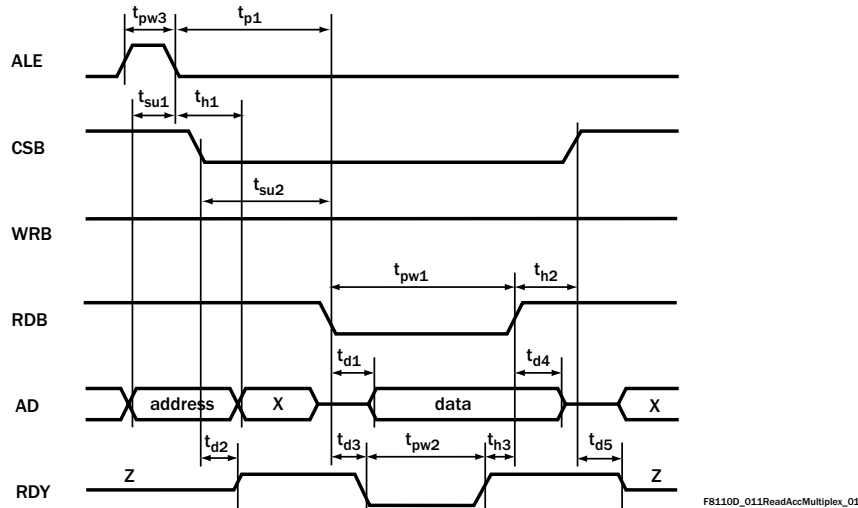 tpw3 tp1
ALE
tsu1 th1
CSB
tsu2
WRB
tpw1 th2
RDB
td1 td4
AD address X data X
td2 td3 tpw2 th3 td5
Z Z
RDY
F8110D_011ReadAccMultiplex_01